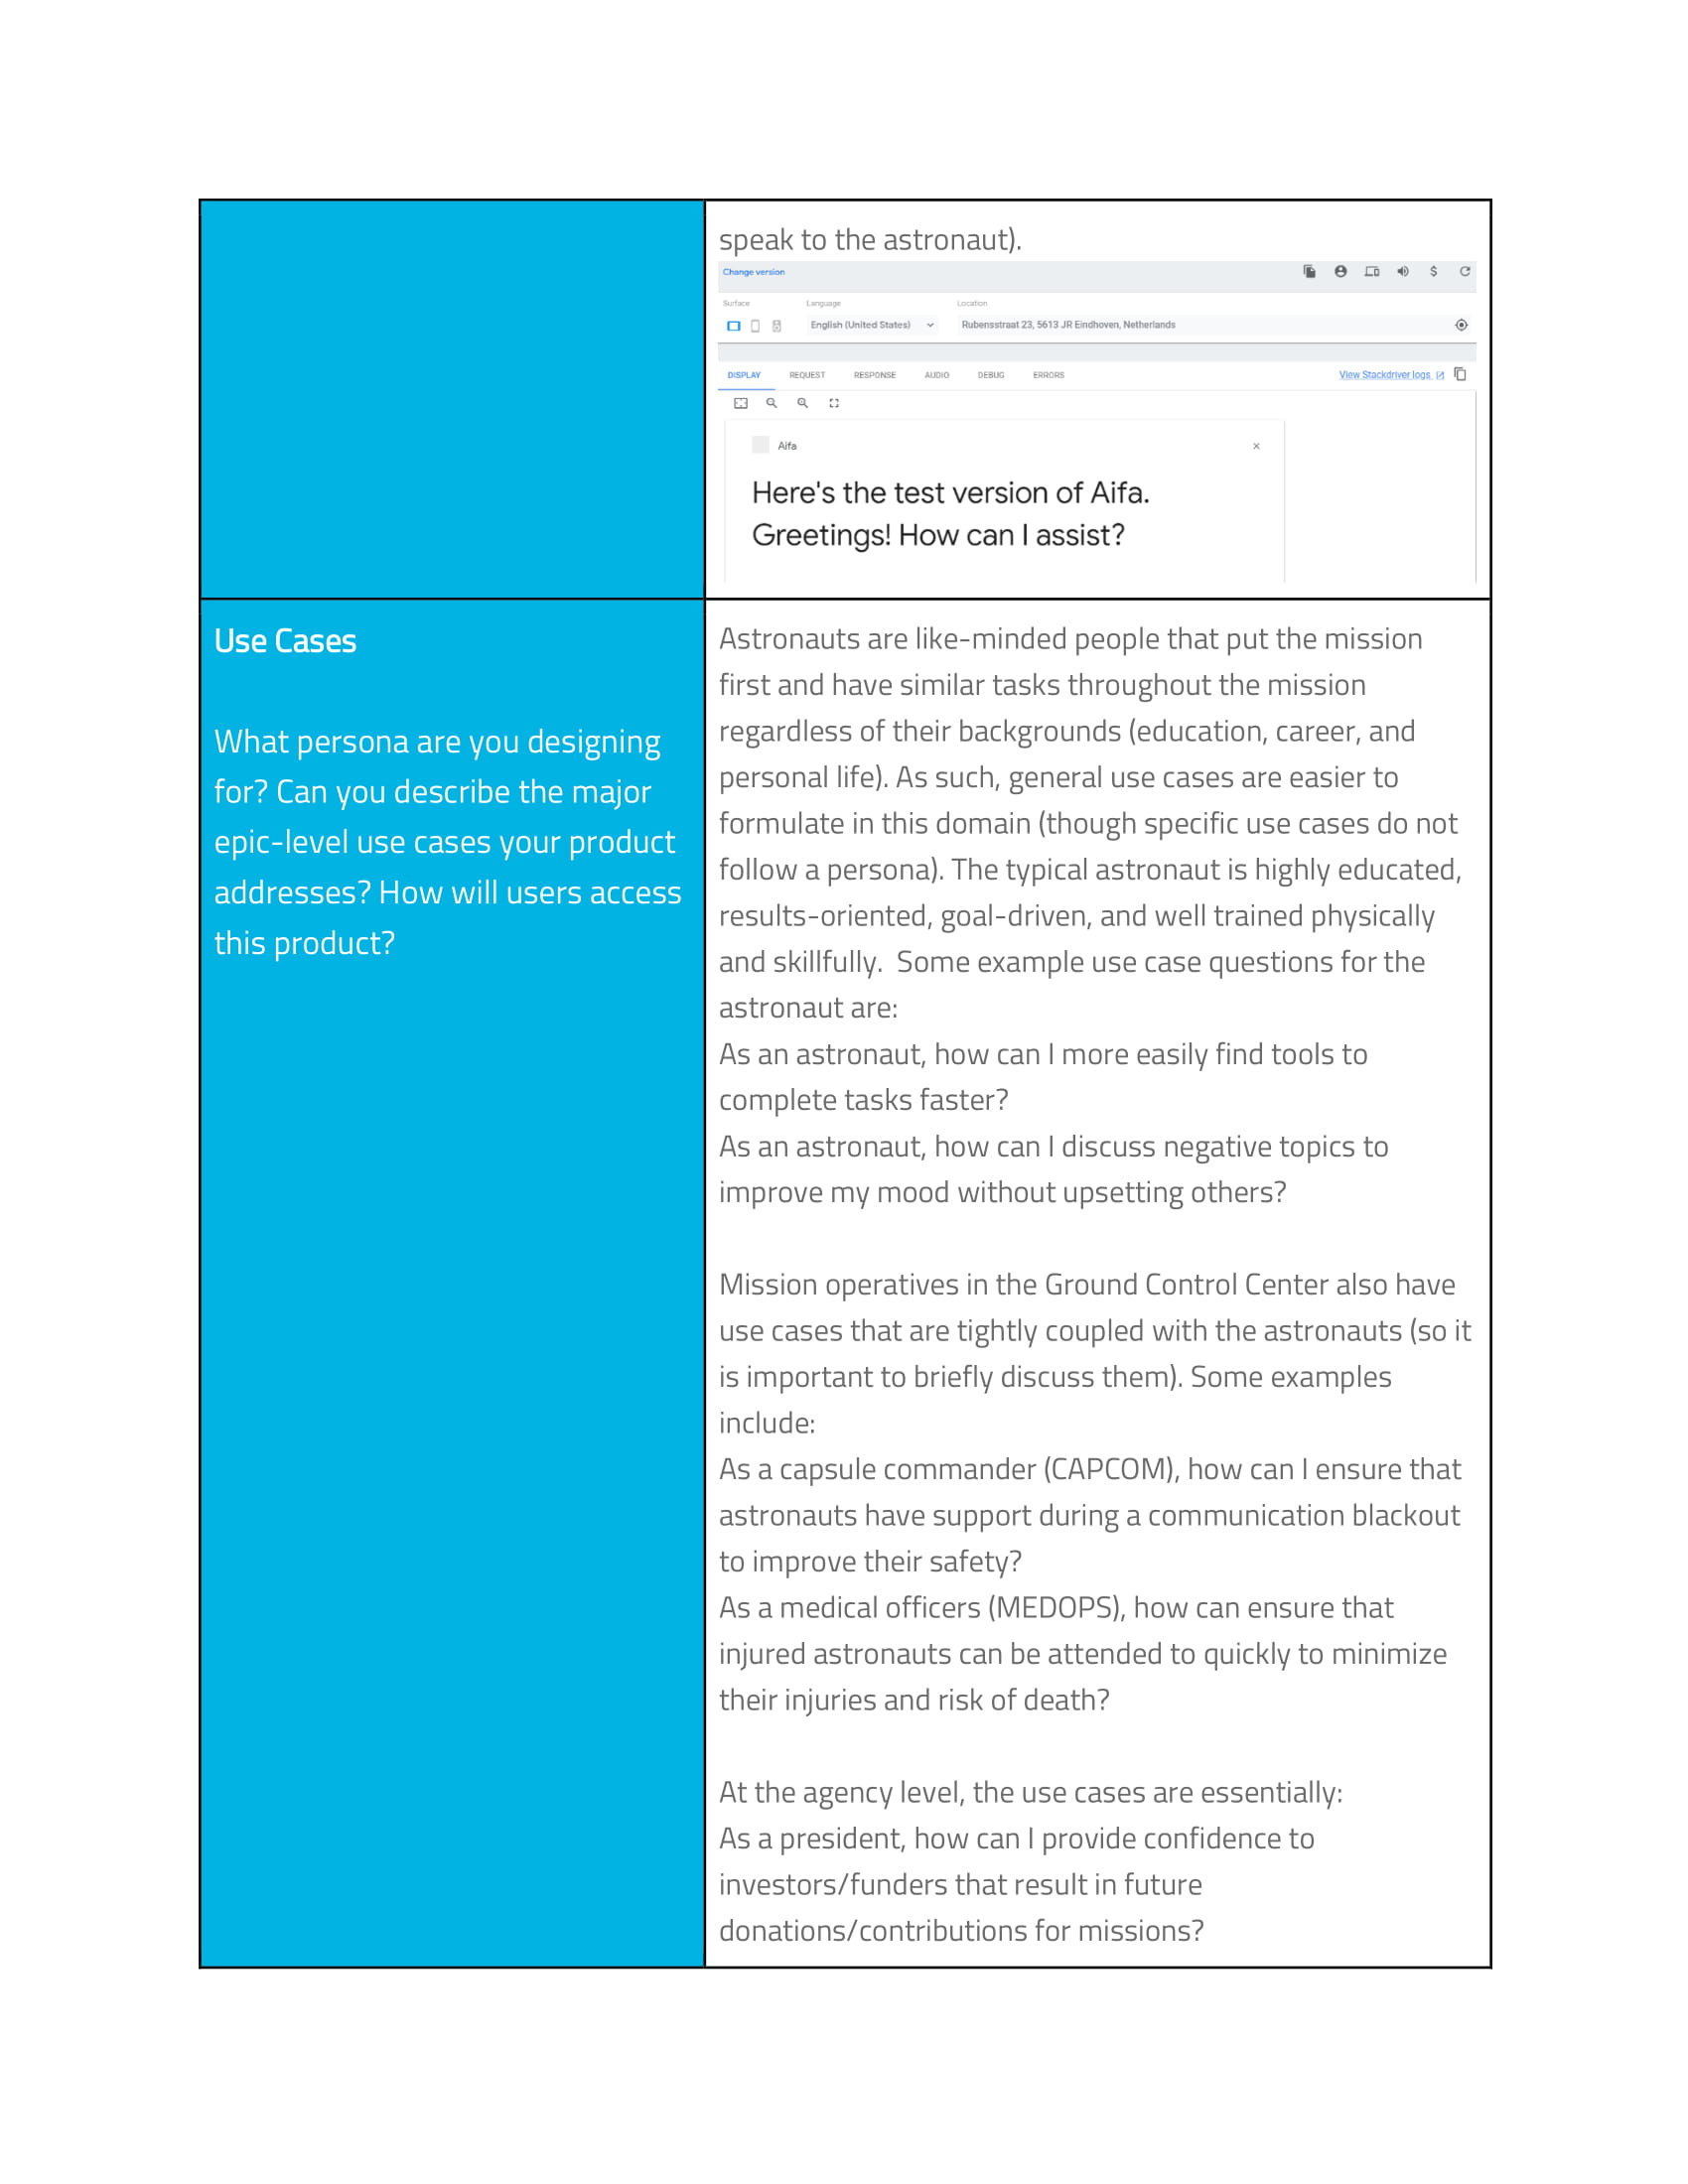 speak to the astronaut).
Change version
Surface Language Location
English (United States) Rubensstraat 23, 5613 JR Eindhoven, Netherlands
DISPLAY REQUEST RESPONSE AUDIO DEBUG ERRORS View Stackdriver logs
Aifa
Here's the test version of Aifa.
Greetings! How can I assist?
Use Cases
What persona are you designing
for? Can you describe the major
epic-level use cases your product
addresses? How will users access
this product?
Astronauts are like-minded people that put the mission
first and have similar tasks throughout the mission
regardless of their backgrounds (education, career, and
personal life). As such, general use cases are easier to
formulate in this domain (though specific use cases do not
follow a persona). The typical astronaut is highly educated,
results-oriented, goal-driven, and well trained physically
and skillfully.  Some example use case questions for the
astronaut are:
As an astronaut, how can I more easily find tools to
complete tasks faster?
As an astronaut, how can I discuss negative topics to
improve my mood without upsetting others?
Mission operatives in the Ground Control Center also have
use cases that are tightly coupled with the astronauts (so it
is important to briefly discuss them). Some examples
include:
As a capsule commander (CAPCOM), how can I ensure that
astronauts have support during a communication blackout
to improve their safety?
As a medical officers (MEDOPS), how can ensure that
injured astronauts can be attended to quickly to minimize
their injuries and risk of death?
At the agency level, the use cases are essentially:
As a president, how can I provide confidence to
investors/funders that result in future
donations/contributions for missions?